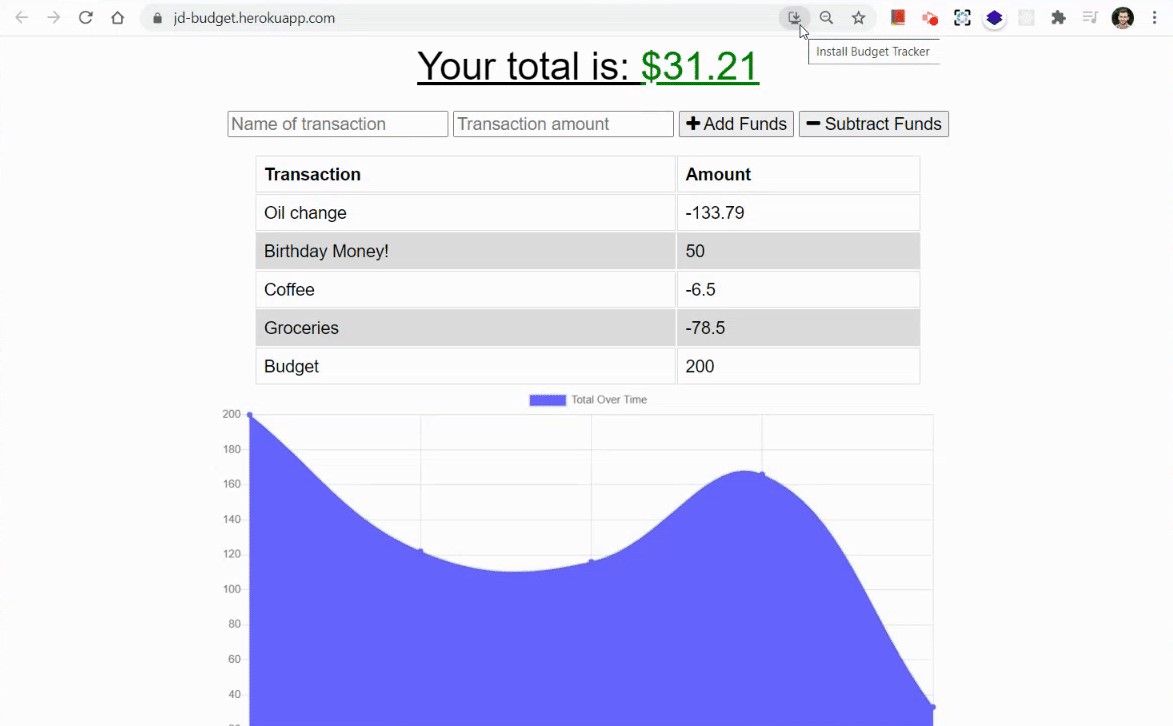 jd-budget.herokuapp.com
Install Budget Tracker
Your total is: $31.21
Name of transaction Transaction amount Add Funds Subtract Funds
Transaction Amount
Oil change -133.79
Birthday Money! 50
Coffee -6.5
Groceries -78.5
Budget 200
Total Over Time
200
180
160
140
120
100
80
60
40